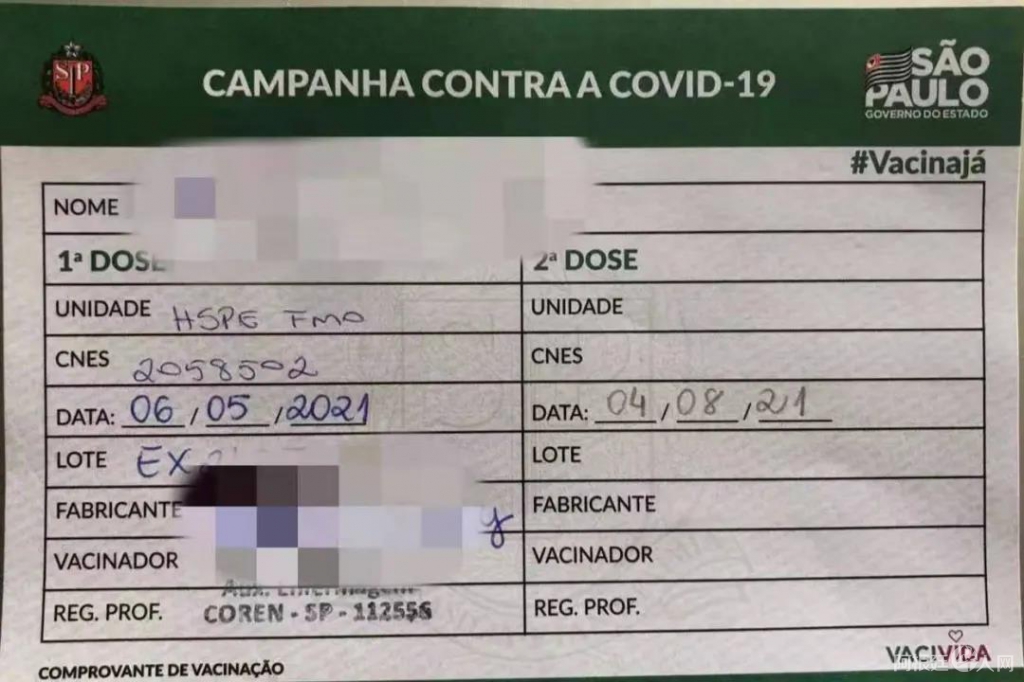 SP
CAMPANHA CONTRA A COVID-19
SÃO
PAULO
GOVERNO DO ESTADO
#Vacinajá
NOME
1ª DOSE
2ª DOSE
UNIDADE HSPE FMO
UNIDADE
CNES 2058502
CNES
DATA: 06/05/2021
DATA: 04/08/21
LOTE EX
LOTE
FABRICANTE
FABRICANTE
VACINADOR
VACINADOR
REG. PROF. COREN - SP - 112556
REG. PROF.
COMPROVANTE DE VACINAÇÃO
VACIVIDA